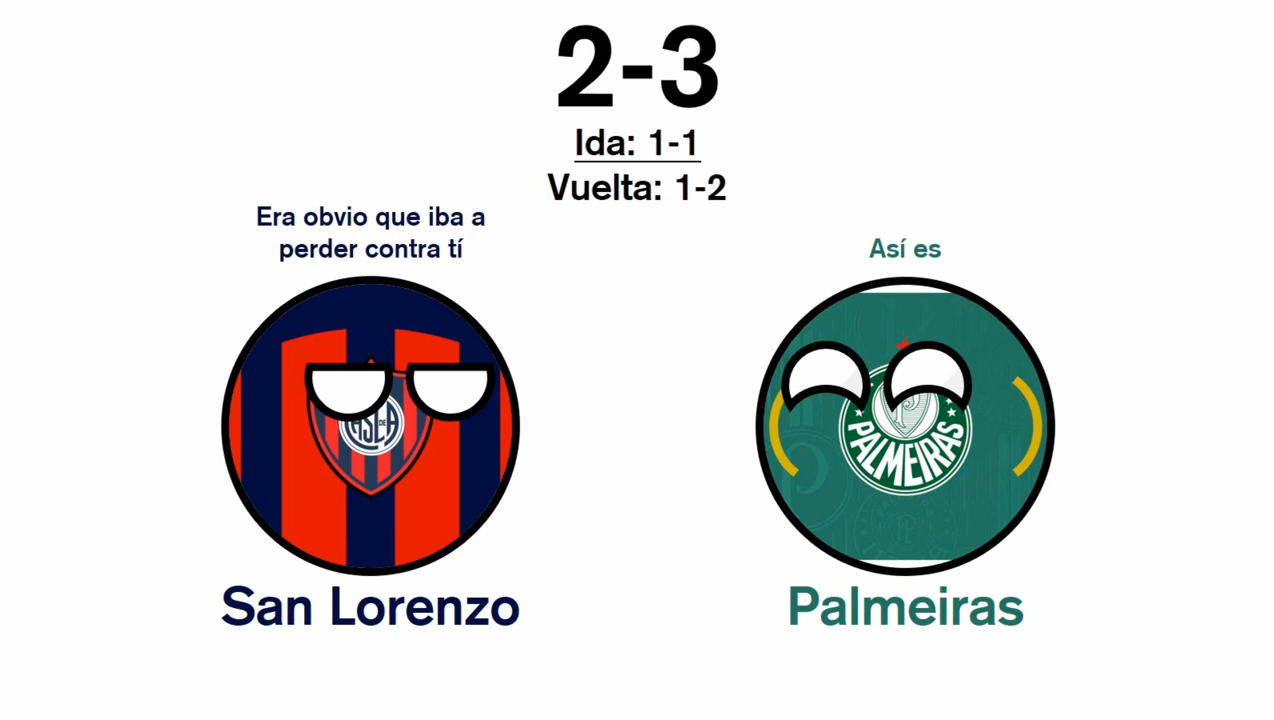 2-3
Ida: 1-1
Vuelta: 1-2
Era obvio que iba a
perder contra tí
Así es
PALMEIRAS
San Lorenzo
Palmeiras